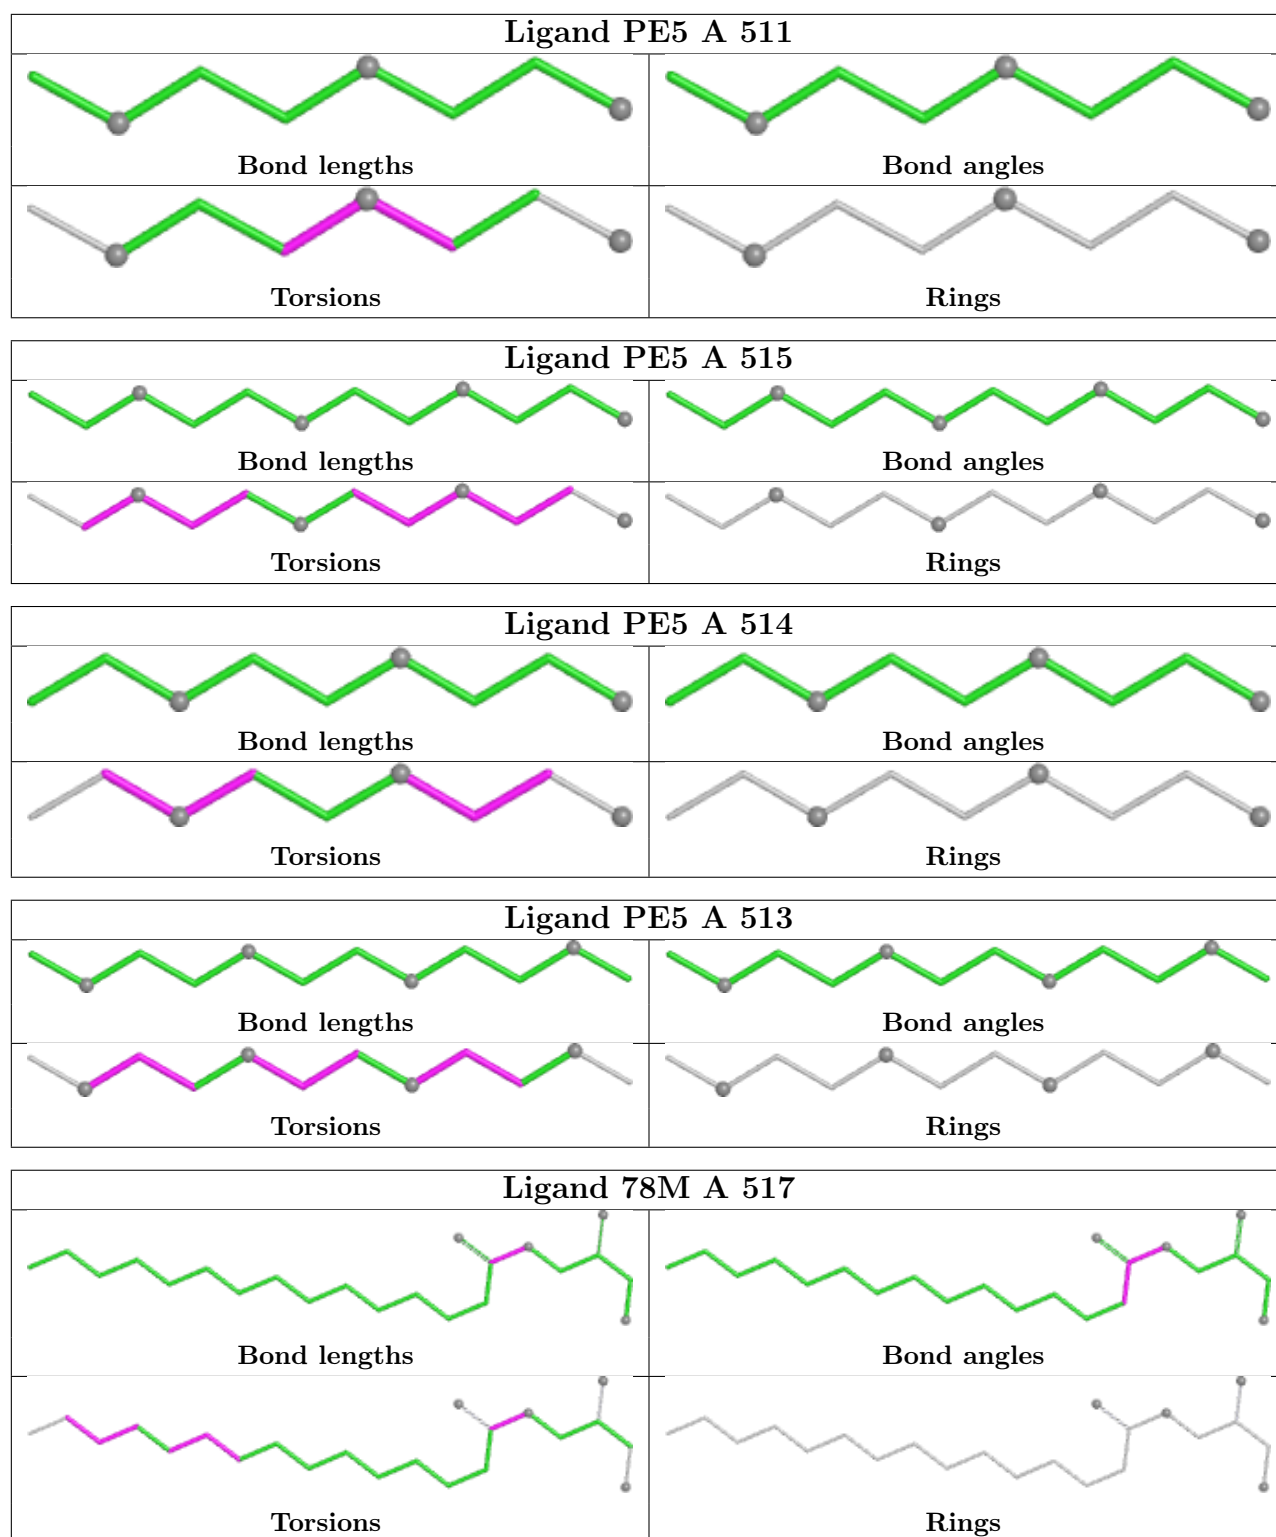 Ligand PE5 A 511
Bond lengths
Bond angles
Torsions
Rings
Ligand PE5 A 515
Bond lengths
Bond angles
Torsions
Rings
Ligand PE5 A 514
Bond lengths
Bond angles
Torsions
Rings
Ligand PE5 A 513
Bond lengths
Bond angles
Torsions
Rings
Ligand 78M A 517
Bond lengths
Bond angles
Torsions
Rings